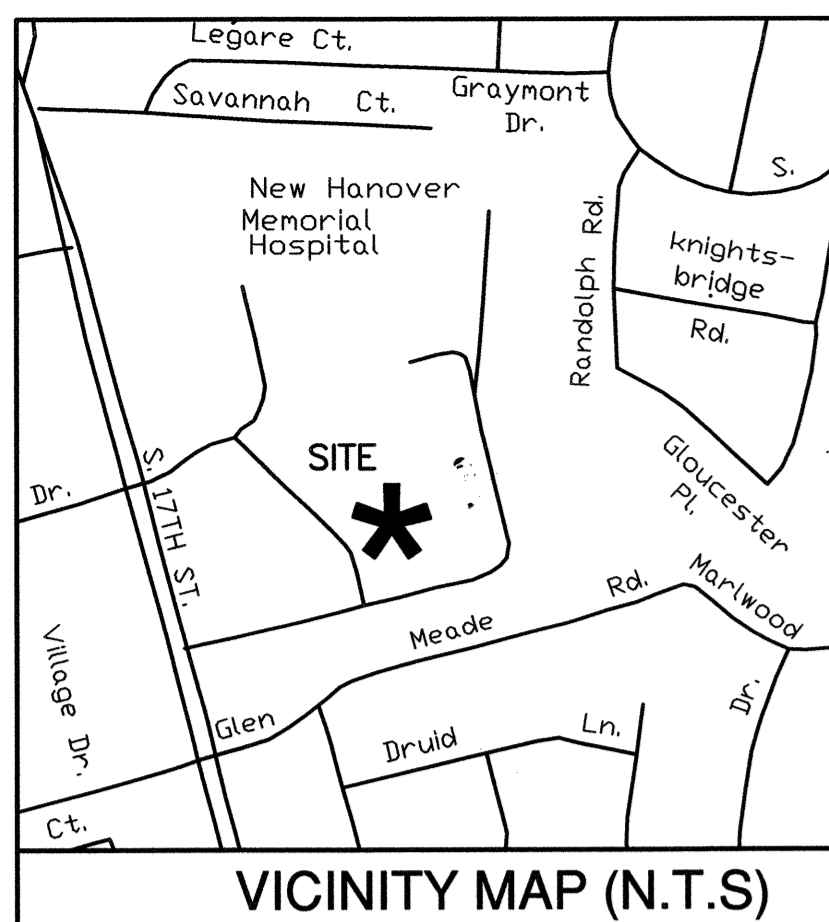 Legare Ct.
Savannah Ct.
Graymont
Dr.
S.
New Hanover
Memorial
Hospital
Randolph Rd.
knights-
bridge
Rd.
SITE
Dr.
S. 17TH ST.
Gloucester
Pl.
Marlwood
Dr.
Glen Meade Rd.
Village Dr.
Druid Ln.
Ct.
VICINITY MAP (N.T.S)